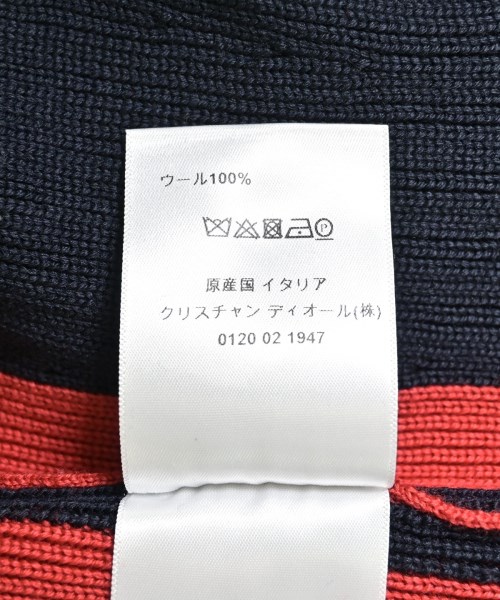 ウール100%
P
原産国 イタリア
クリスチャン ディオール(株)
0120 02 1947